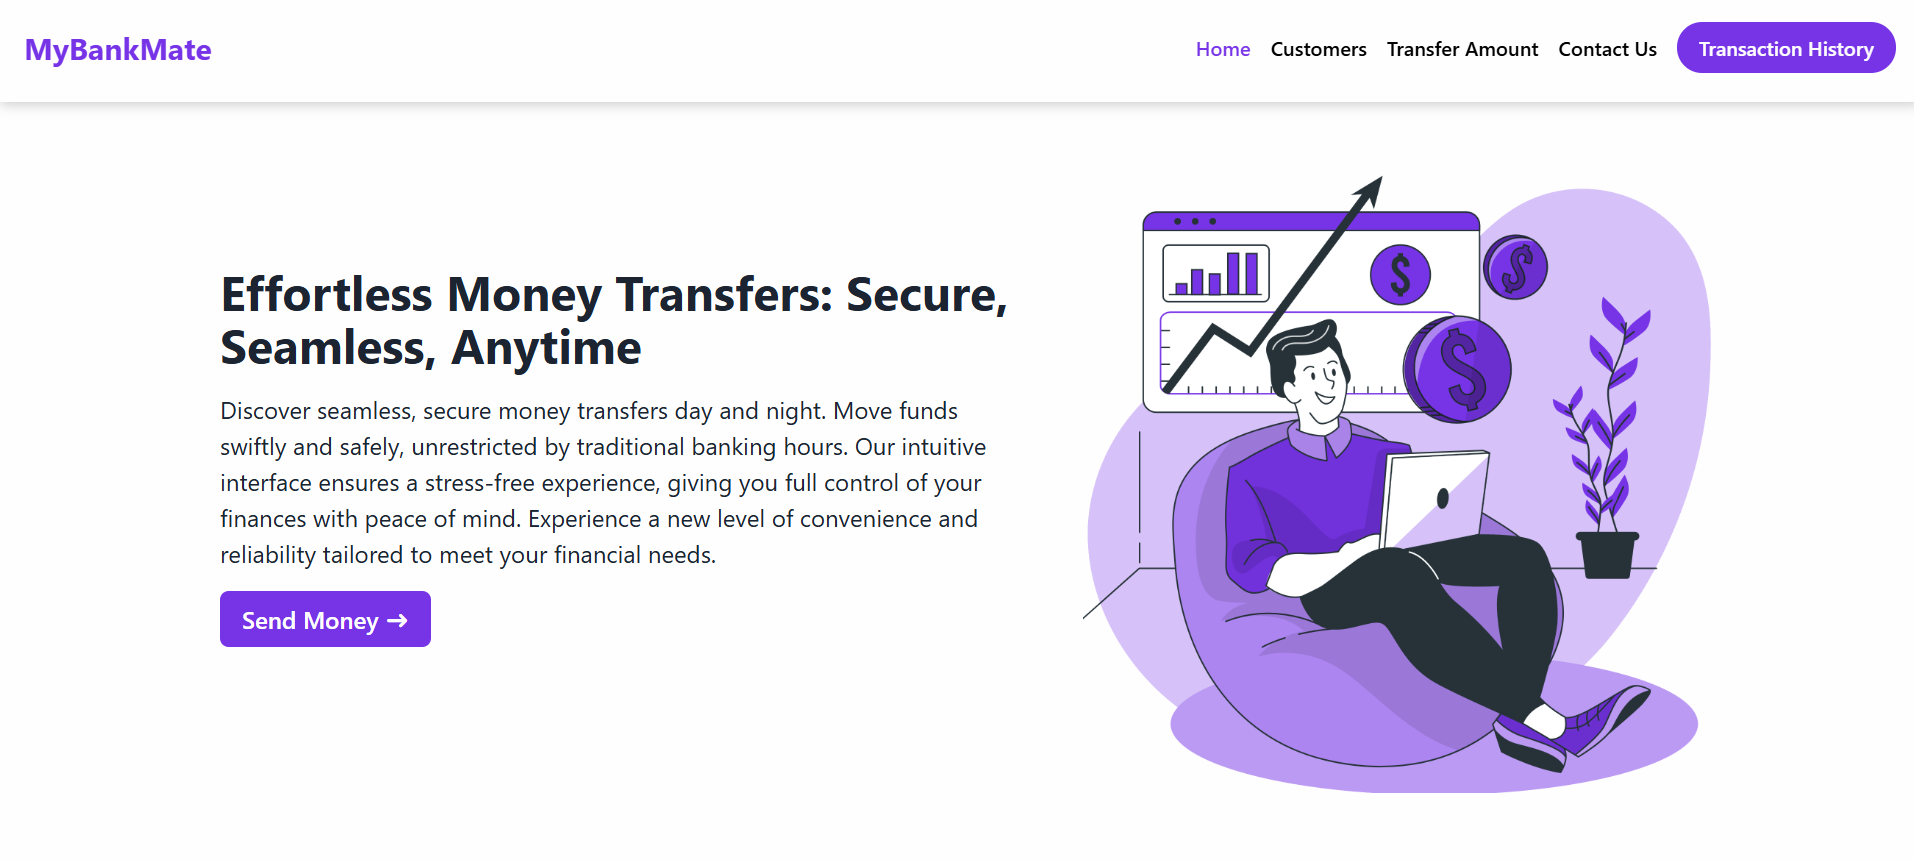 MyBankMate
Home Customers Transfer Amount Contact Us Transaction History
Effortless Money Transfers: Secure,
Seamless, Anytime
Discover seamless, secure money transfers day and night. Move funds
swiftly and safely, unrestricted by traditional banking hours. Our intuitive
interface ensures a stress-free experience, giving you full control of your
finances with peace of mind. Experience a new level of convenience and
reliability tailored to meet your financial needs.
Send Money →
$
$
$